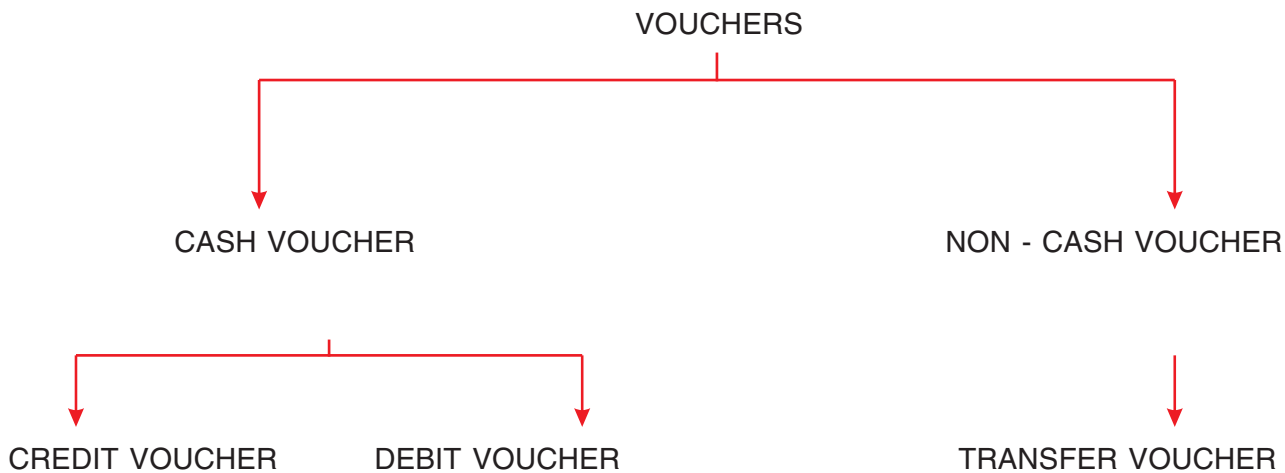 VOUCHERS
CASH VOUCHER
NON - CASH VOUCHER
CREDIT VOUCHER
DEBIT VOUCHER
TRANSFER VOUCHER